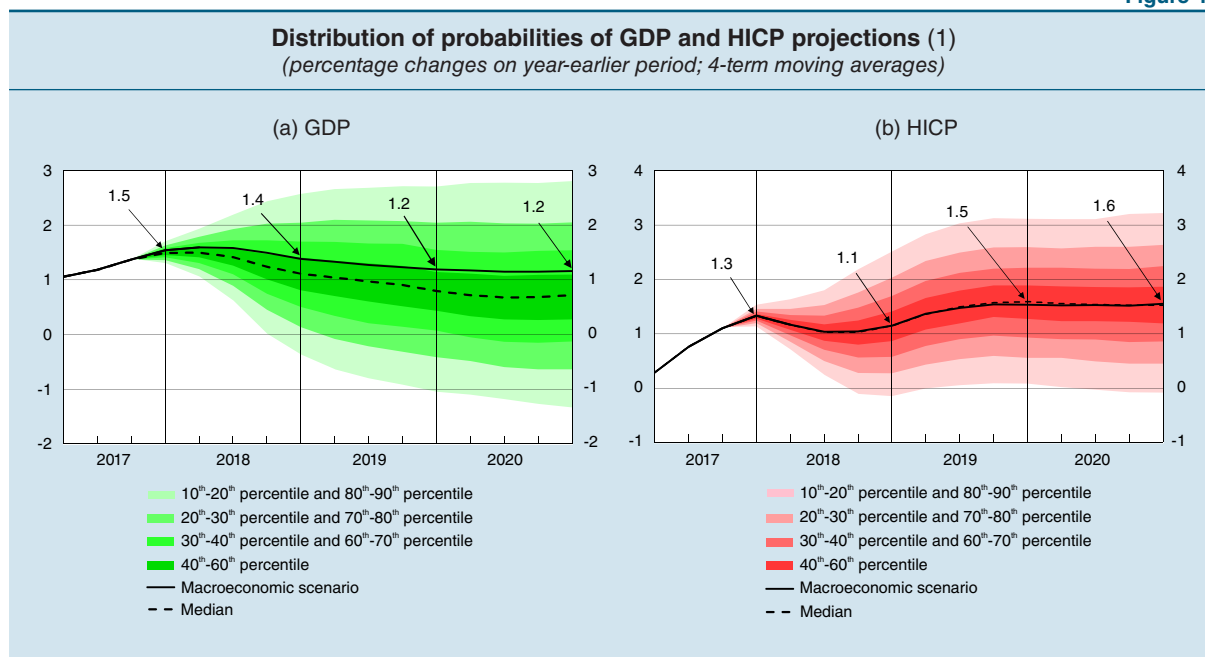 Distribution of probabilities of GDP and HICP projections (1)
(percentage changes on year-earlier period; 4-term moving averages)
(a) GDP
3
2
1
0
-1
-2
3
2
1
0
-1
-2
1.5
1.4
1.2
1.2
2017
2018
2019
2020
10th-20th percentile and 80th-90th percentile
20th-30th percentile and 70th-80th percentile
30th-40th percentile and 60th-70th percentile
40th-60th percentile
Macroeconomic scenario
Median
(b) HICP
4
3
2
1
0
-1
4
3
2
1
0
-1
1.3
1.1
1.5
1.6
2017
2018
2019
2020
10th-20th percentile and 80th-90th percentile
20th-30th percentile and 70th-80th percentile
30th-40th percentile and 60th-70th percentile
40th-60th percentile
Macroeconomic scenario
Median